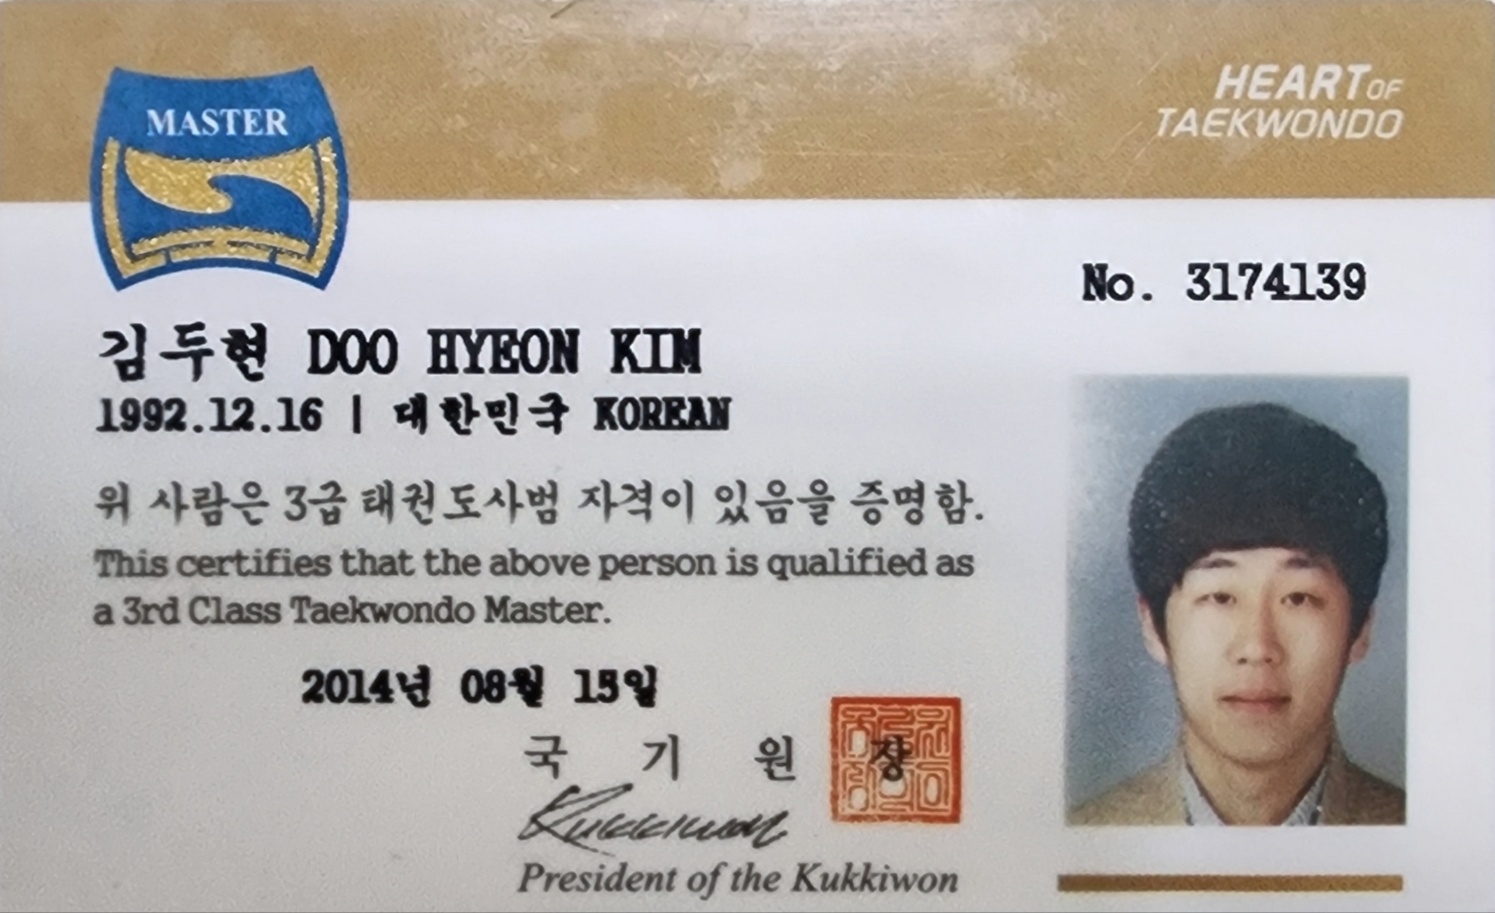 MASTER
HEART OF
TAEKWONDO
No. 3174139
김두현 DOO HYEON KIM
1992.12.16 | 대한민국 KOREAN
위 사람은 3급 태권도사범 자격이 있음을 증명함.
This certifies that the above person is qualified as
a 3rd Class Taekwondo Master.
2014년 08월 15일
국 기 원 장
Kukkiwon
President of the Kukkiwon